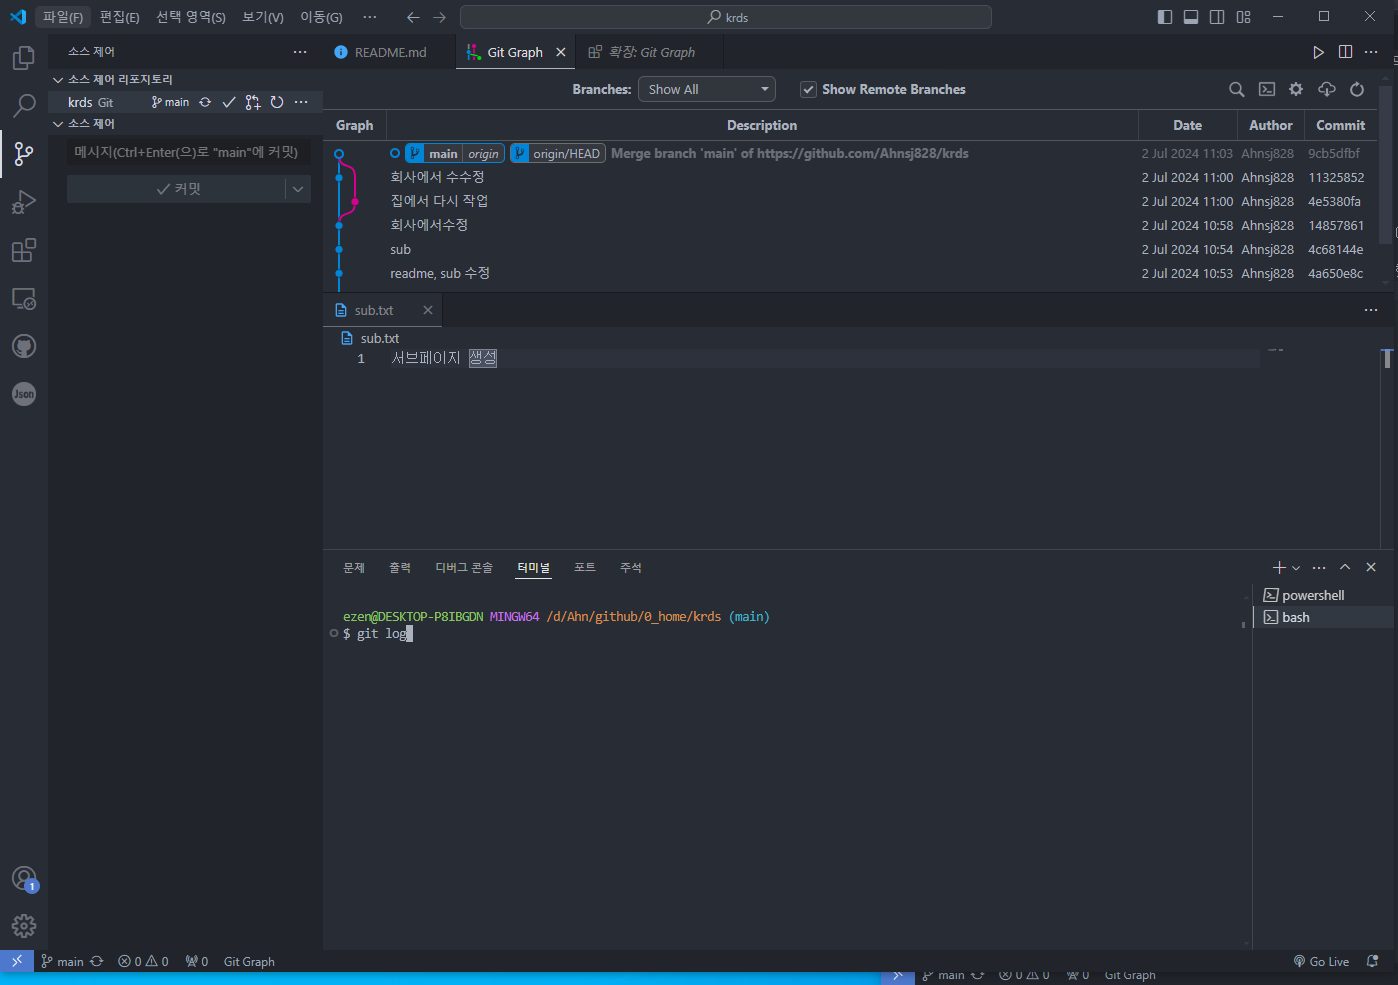 파일(F) 편집(E) 선택 영역(S) 보기(V) 이동(G) ··· krds
소스 제어 ···
README.md Git Graph 확장: Git Graph
소스 제어 리포지토리
krds Git main ···
소스 제어
메시지(Ctrl+Enter(으)로 "main"에 커밋)
커밋
Branches: Show All Show Remote Branches
Graph Description Date Author Commit
main origin origin/HEAD Merge branch 'main' of https://github.com/Ahnsj828/krds 2 Jul 2024 11:03 Ahnsj828 9cb5dfbf
회사에서 수수정 2 Jul 2024 11:00 Ahnsj828 11325852
집에서 다시 작업 2 Jul 2024 11:00 Ahnsj828 4e5380fa
회사에서수정 2 Jul 2024 10:58 Ahnsj828 14857861
sub 2 Jul 2024 10:54 Ahnsj828 4c68144e
readme, sub 수정 2 Jul 2024 10:53 Ahnsj828 4a650e8c
sub.txt
sub.txt
1 서브페이지 생성
문제 출력 디버그 콘솔 터미널 포트 주석
ezen@DESKTOP-P8IBGDN MINGW64 /d/Ahn/github/0_home/krds (main)
$ git log
powershell
bash
Json
1
main 0 0 0 Git Graph Go Live
main 0 0 0 Git Graph